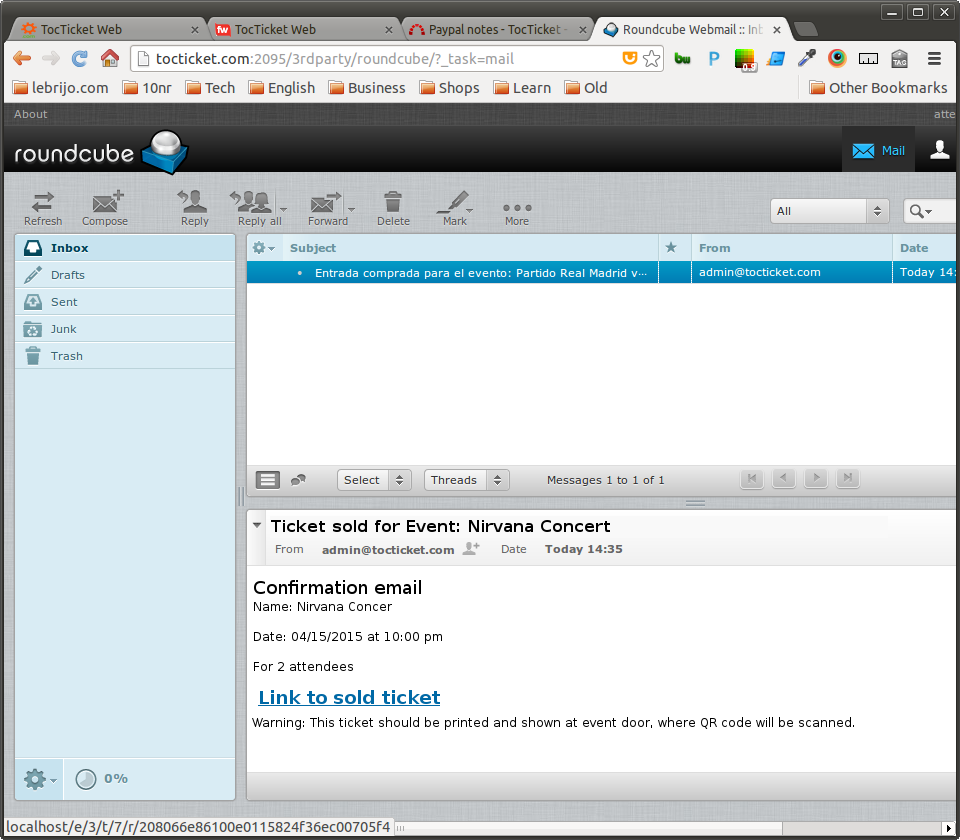 TocTicket Web
TocTicket Web
Paypal notes - TocTicket -
Roundcube Webmail :: Inb
tocticket.com:2095/3rdparty/roundcube/?_task=mail
lebrijo.com 10nr Tech English Business Shops Learn Old Other Bookmarks
About atte
roundcube Mail
Refresh Compose Reply Reply all Forward Delete Mark More All
Inbox
Drafts
Sent
Junk
Trash
Subject From Date
Entrada comprada para el evento: Partido Real Madrid v··· admin@tocticket.com Today 14:
Select Threads Messages 1 to 1 of 1
Ticket sold for Event: Nirvana Concert
From admin@tocticket.com Date Today 14:35
Confirmation email
Name: Nirvana Concer
Date: 04/15/2015 at 10:00 pm
For 2 attendees
Link to sold ticket
Warning: This ticket should be printed and shown at event door, where QR code will be scanned.
0%
localhost/e/3/t/7/r/208066e86100e0115824f36ec00705f4